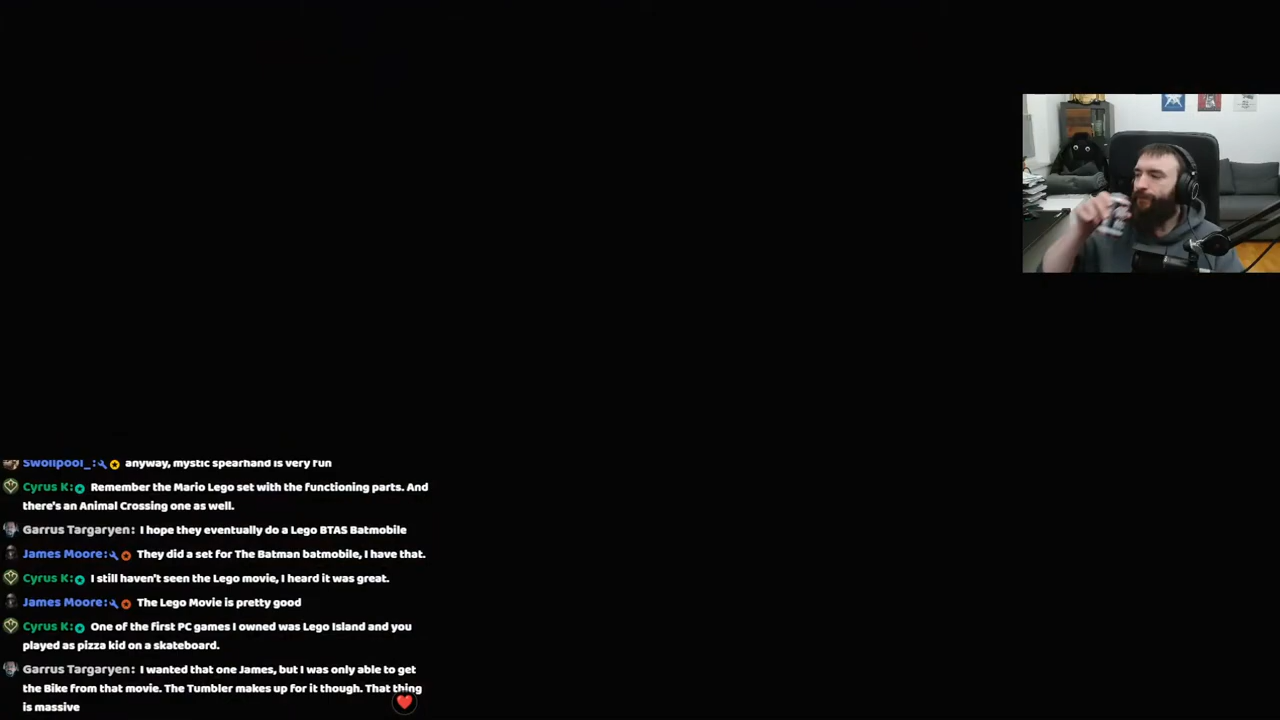 Swollpool_: anyway, mystic spearhand is very fun
Cyrus K: Remember the Mario Lego set with the functioning parts. And
there's an Animal Crossing one as well.
Garrus Targaryen: I hope they eventually do a Lego BTAS Batmobile
James Moore: They did a set for The Batman batmobile, I have that.
Cyrus K: I still haven't seen the Lego movie, I heard it was great.
James Moore: The Lego Movie is pretty good
Cyrus K: One of the first PC games I owned was Lego Island and you
played as pizza kid on a skateboard.
Garrus Targaryen: I wanted that one James, but I was only able to get
the Bike from that movie. The Tumbler makes up for it though. That thing
is massive